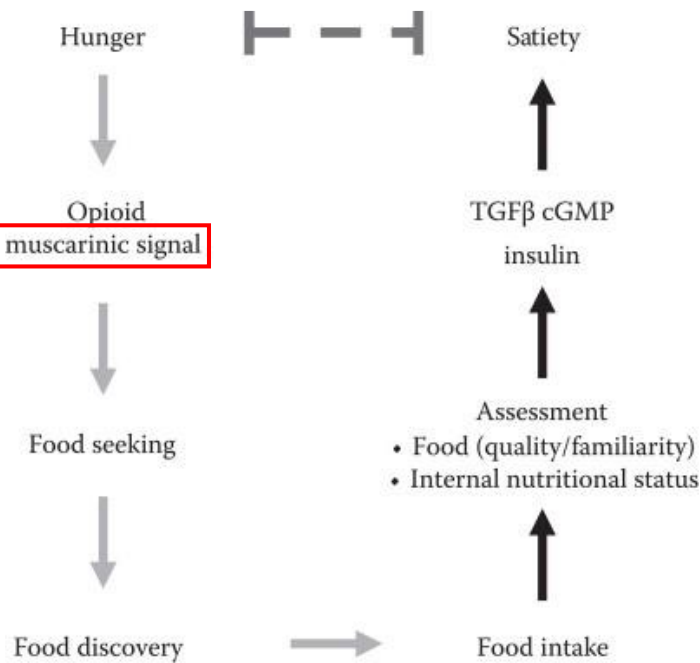 Hunger
Satiety
Opioid
muscarinic signal
TGFβ cGMP
insulin
Food seeking
Assessment
• Food (quality/familiarity)
• Internal nutritional status
Food discovery
Food intake